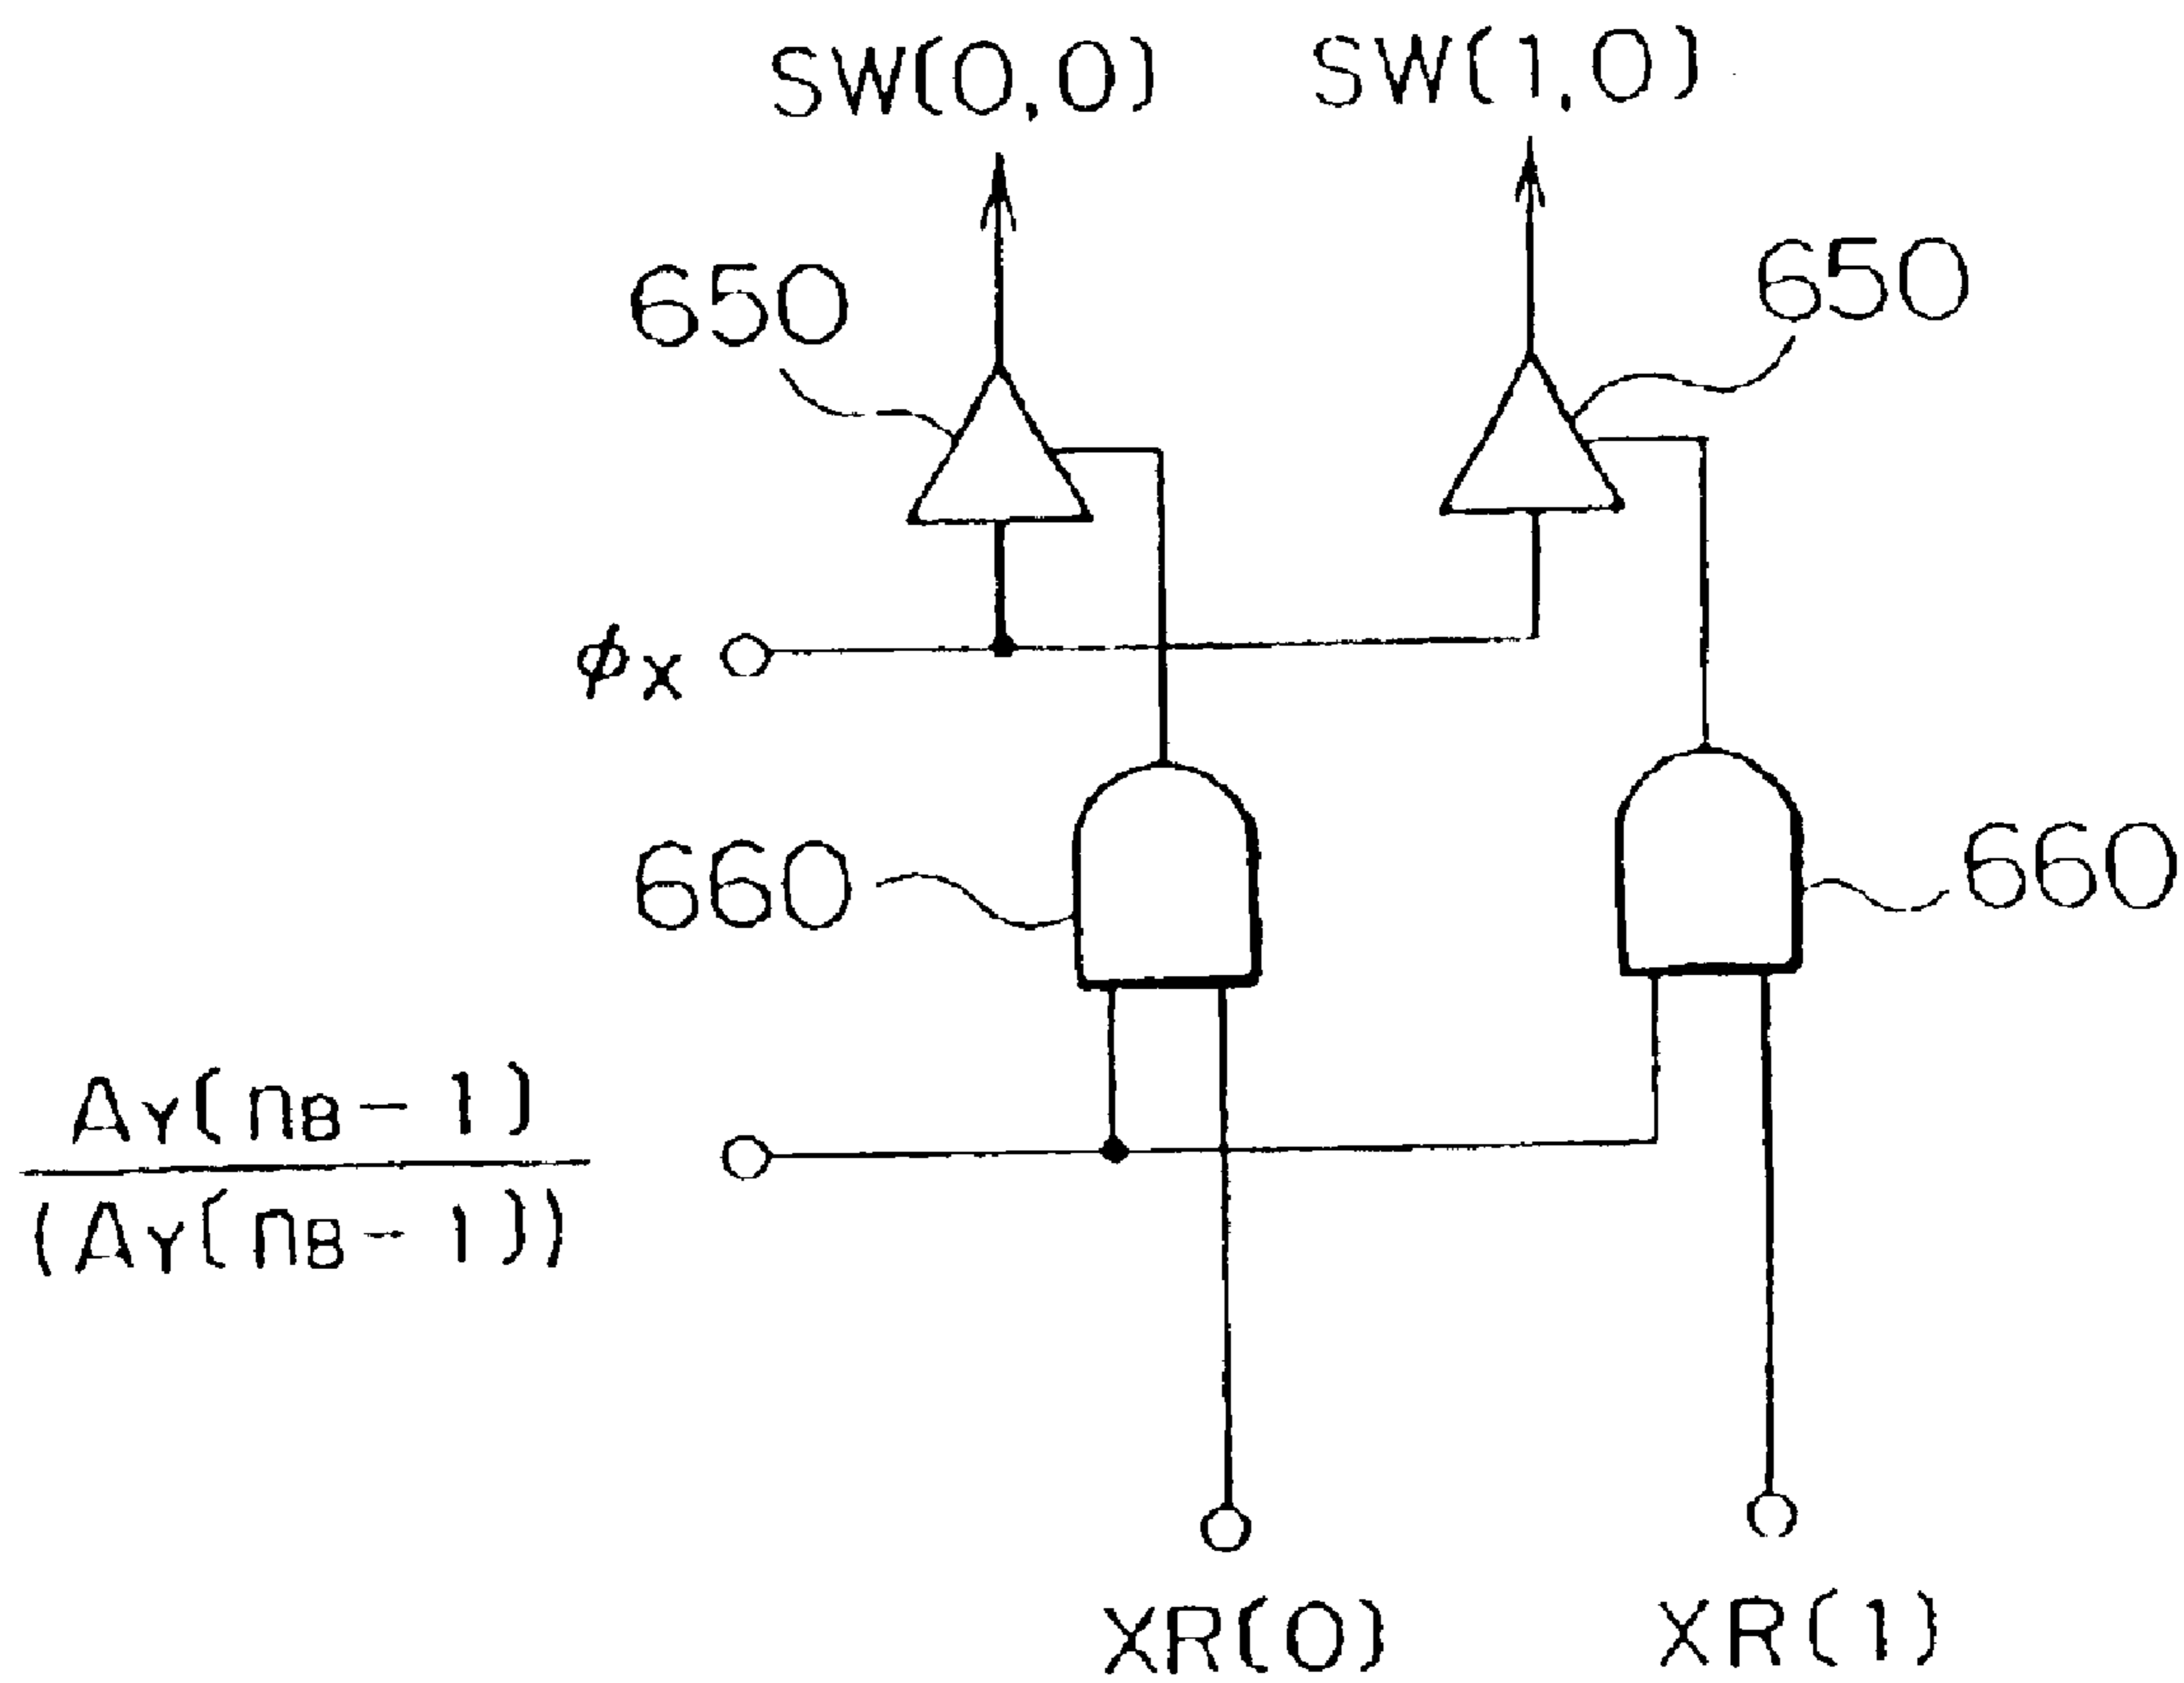 SW(0,0) SW(1,0)
650 650
ϕX
660 660
AY(nB-1)
(AY(nB-1))
XR(0) XR(1)